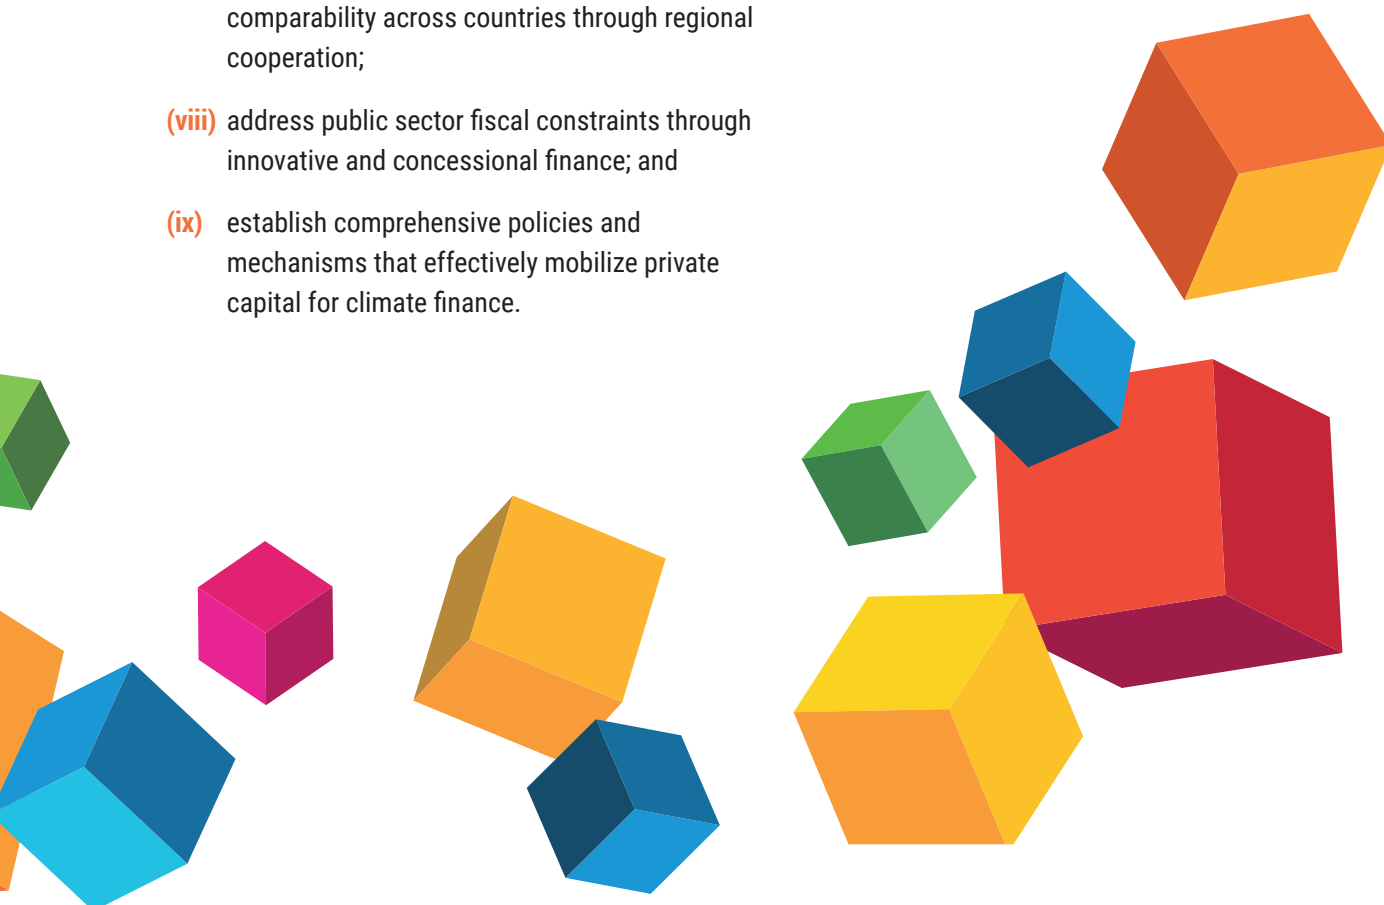 comparability across countries through regional
cooperation;
(viii) address public sector fiscal constraints through
innovative and concessional finance; and
(ix) establish comprehensive policies and
mechanisms that effectively mobilize private
capital for climate finance.